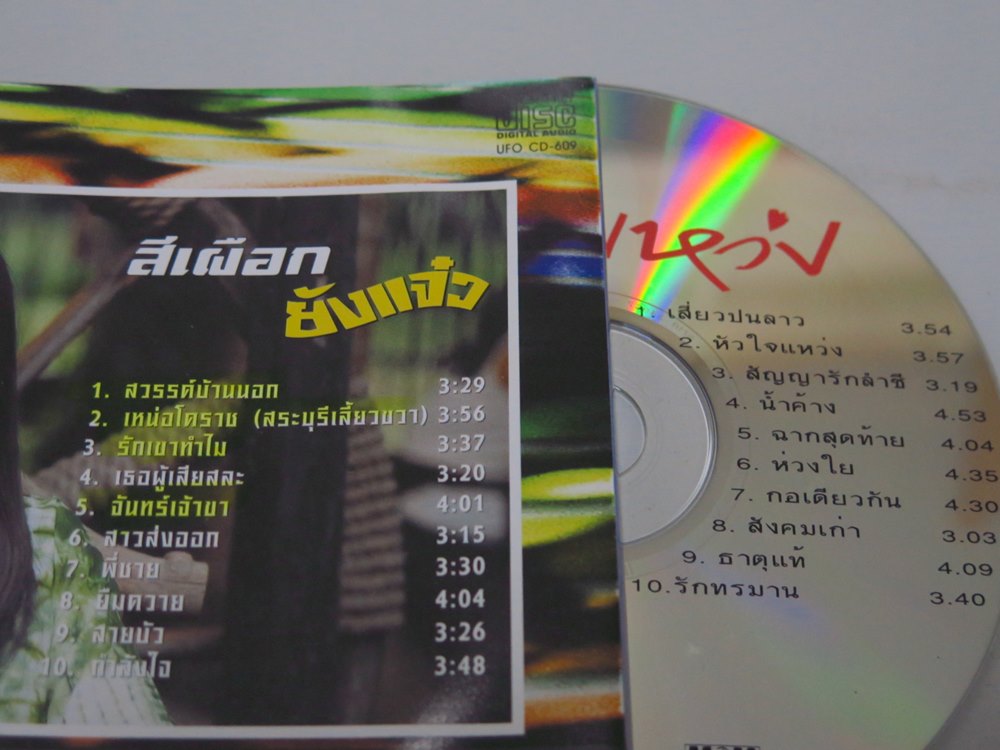 DISC
DIGITAL AUDIO
UFO CD-609
สีเผือก
ยังแจ๋ว
1. สวรรค์บ้านนอก 3:29
2. เหน่อโคราช (สระบุรีเลี้ยวขวา) 3:56
3. รักเขาทำไม 3:37
4. เธอผู้เสียสละ 3:20
5. จันทร์เจ้าขา 4:01
6. สาวส่งออก 3:15
7. พี่ชาย 3:30
8. ยืมควาย 4:04
9. สายบัว 3:26
10. กำลังใจ 3:48
แหว่ง
1. เสี่ยวปนลาว 3.54
2. หัวใจแหว่ง 3.57
3. สัญญารักลำชี 3.19
4. น้ำค้าง 4.53
5. ฉากสุดท้าย 4.04
6. ห่วงใย 4.35
7. กอเดียวกัน 4.30
8. สังคมเก่า 3.03
9. ธาตุแท้ 4.09
10. รักทรมาน 3.40